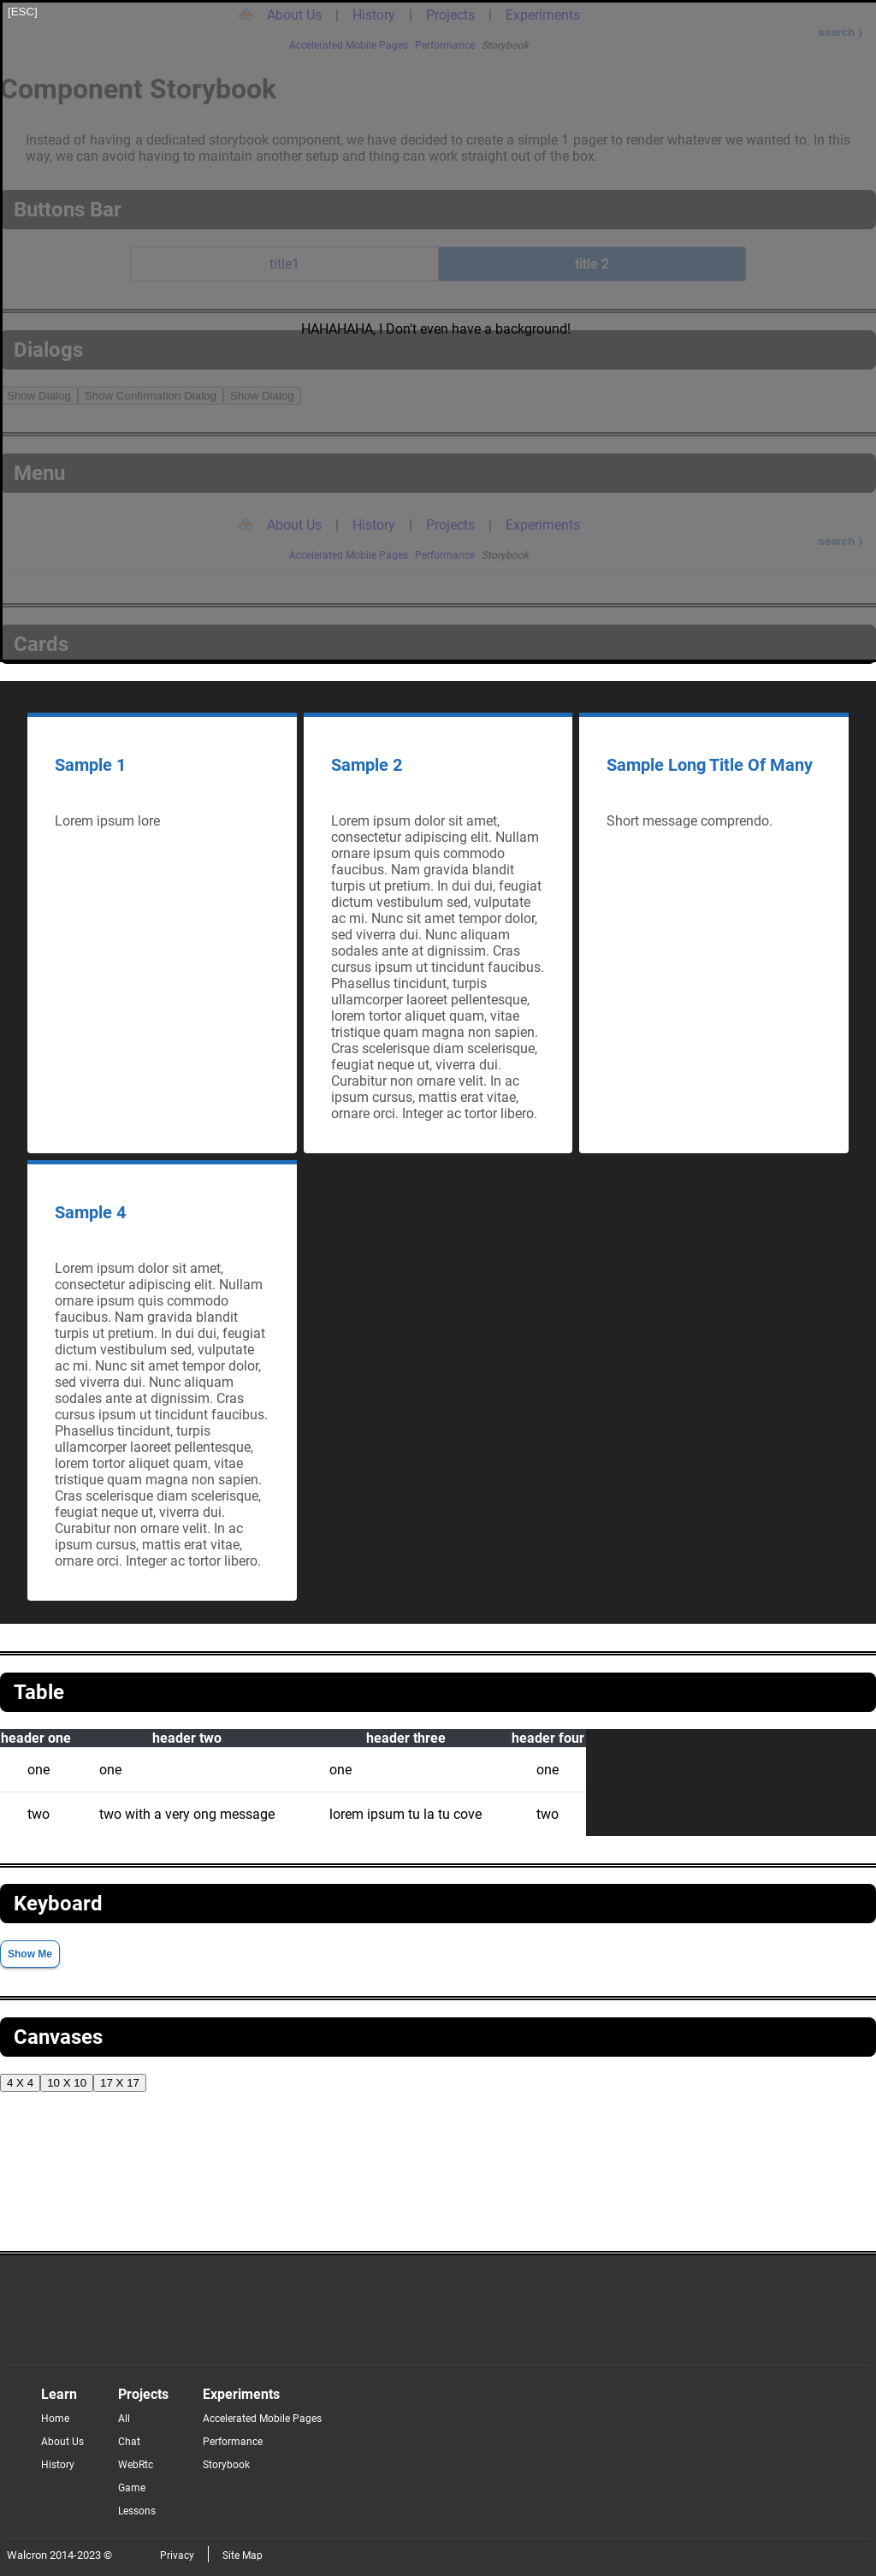 [ESC]
About Us | History | Projects | Experiments
search ⟩
Accelerated Mobile Pages Performance Storybook
Component Storybook
Instead of having a dedicated storybook component, we have decided to create a simple 1 pager to render whatever we wanted to. In this
way, we can avoid having to maintain another setup and thing can work straight out of the box.
Buttons Bar
title1 title 2
HAHAHAHA, I Don't even have a background!
Dialogs
Show Dialog Show Confirmation Dialog Show Dialog
Menu
About Us | History | Projects | Experiments
search ⟩
Accelerated Mobile Pages Performance Storybook
Cards
Sample 1
Lorem ipsum lore
Sample 2
Lorem ipsum dolor sit amet,
consectetur adipiscing elit. Nullam
ornare ipsum quis commodo
faucibus. Nam gravida blandit
turpis ut pretium. In dui dui, feugiat
dictum vestibulum sed, vulputate
ac mi. Nunc sit amet tempor dolor,
sed viverra dui. Nunc aliquam
sodales ante at dignissim. Cras
cursus ipsum ut tincidunt faucibus.
Phasellus tincidunt, turpis
ullamcorper laoreet pellentesque,
lorem tortor aliquet quam, vitae
tristique quam magna non sapien.
Cras scelerisque diam scelerisque,
feugiat neque ut, viverra dui.
Curabitur non ornare velit. In ac
ipsum cursus, mattis erat vitae,
ornare orci. Integer ac tortor libero.
Sample Long Title Of Many
Short message comprendo.
Sample 4
Lorem ipsum dolor sit amet,
consectetur adipiscing elit. Nullam
ornare ipsum quis commodo
faucibus. Nam gravida blandit
turpis ut pretium. In dui dui, feugiat
dictum vestibulum sed, vulputate
ac mi. Nunc sit amet tempor dolor,
sed viverra dui. Nunc aliquam
sodales ante at dignissim. Cras
cursus ipsum ut tincidunt faucibus.
Phasellus tincidunt, turpis
ullamcorper laoreet pellentesque,
lorem tortor aliquet quam, vitae
tristique quam magna non sapien.
Cras scelerisque diam scelerisque,
feugiat neque ut, viverra dui.
Curabitur non ornare velit. In ac
ipsum cursus, mattis erat vitae,
ornare orci. Integer ac tortor libero.
Table
header one header two header three header four
one one one one
two two with a very ong message lorem ipsum tu la tu cove two
Keyboard
Show Me
Canvases
4 X 4 10 X 10 17 X 17
Learn
Home
About Us
History
Projects
All
Chat
WebRtc
Game
Lessons
Experiments
Accelerated Mobile Pages
Performance
Storybook
Walcron 2014-2023 © Privacy Site Map